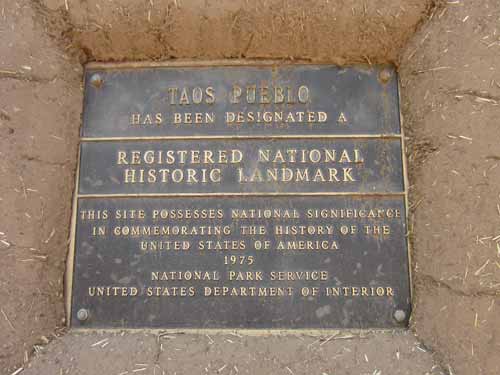 TAOS PUEBLO
HAS BEEN DESIGNATED A
REGISTERED NATIONAL
HISTORIC LANDMARK
THIS SITE POSSESSES NATIONAL SIGNIFICANCE
IN COMMEMORATING THE HISTORY OF THE
UNITED STATES OF AMERICA
1975
NATIONAL PARK SERVICE
UNITED STATES DEPARTMENT OF INTERIOR